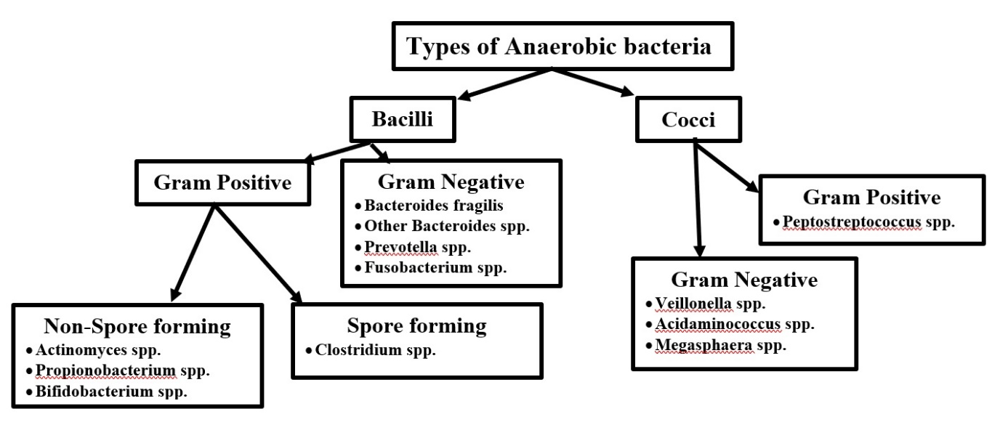 Types of Anaerobic bacteria
Bacilli
Cocci
Gram Positive
Gram Negative
• Bacteroides fragilis
• Other Bacteroides spp.
• Prevotella spp.
• Fusobacterium spp.
Gram Positive
• Peptostreptococcus spp.
Gram Negative
• Veillonella spp.
• Acidaminococcus spp.
• Megasphaera spp.
Non-Spore forming
• Actinomyces spp.
• Propionobacterium spp.
• Bifidobacterium spp.
Spore forming
• Clostridium spp.